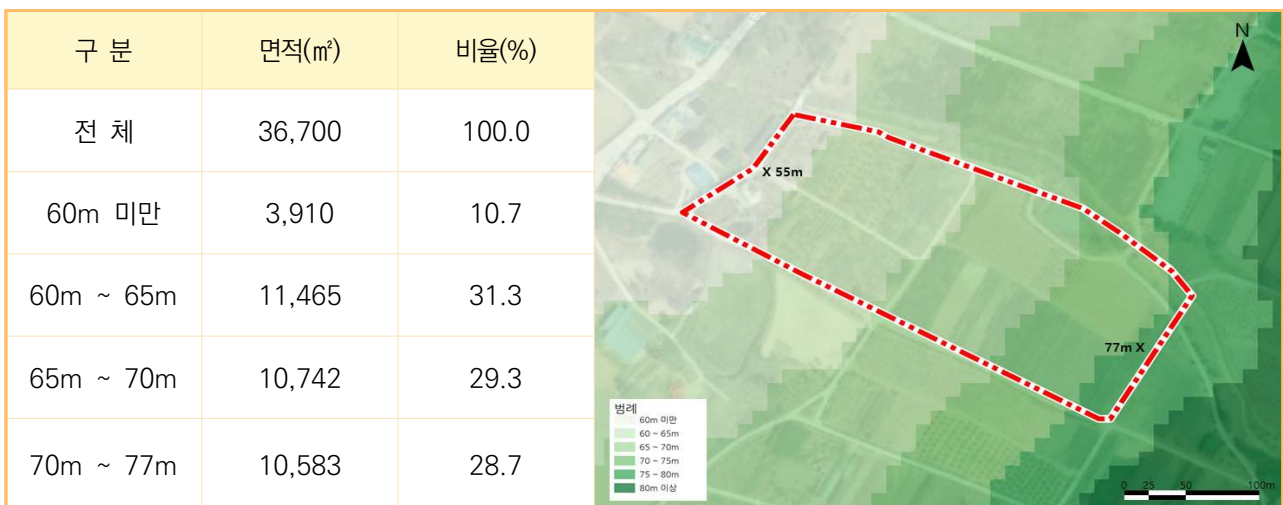 구 분 면적(㎡) 비율(%)
전 체 36,700 100.0
60m 미만 3,910 10.7
60m ~ 65m 11,465 31.3
65m ~ 70m 10,742 29.3
70m ~ 77m 10,583 28.7
N
X 55m
77m X
범례
60m 미만
60 ~ 65m
65 ~ 70m
70 ~ 75m
75 ~ 80m
80m 이상
0 25 50 100m